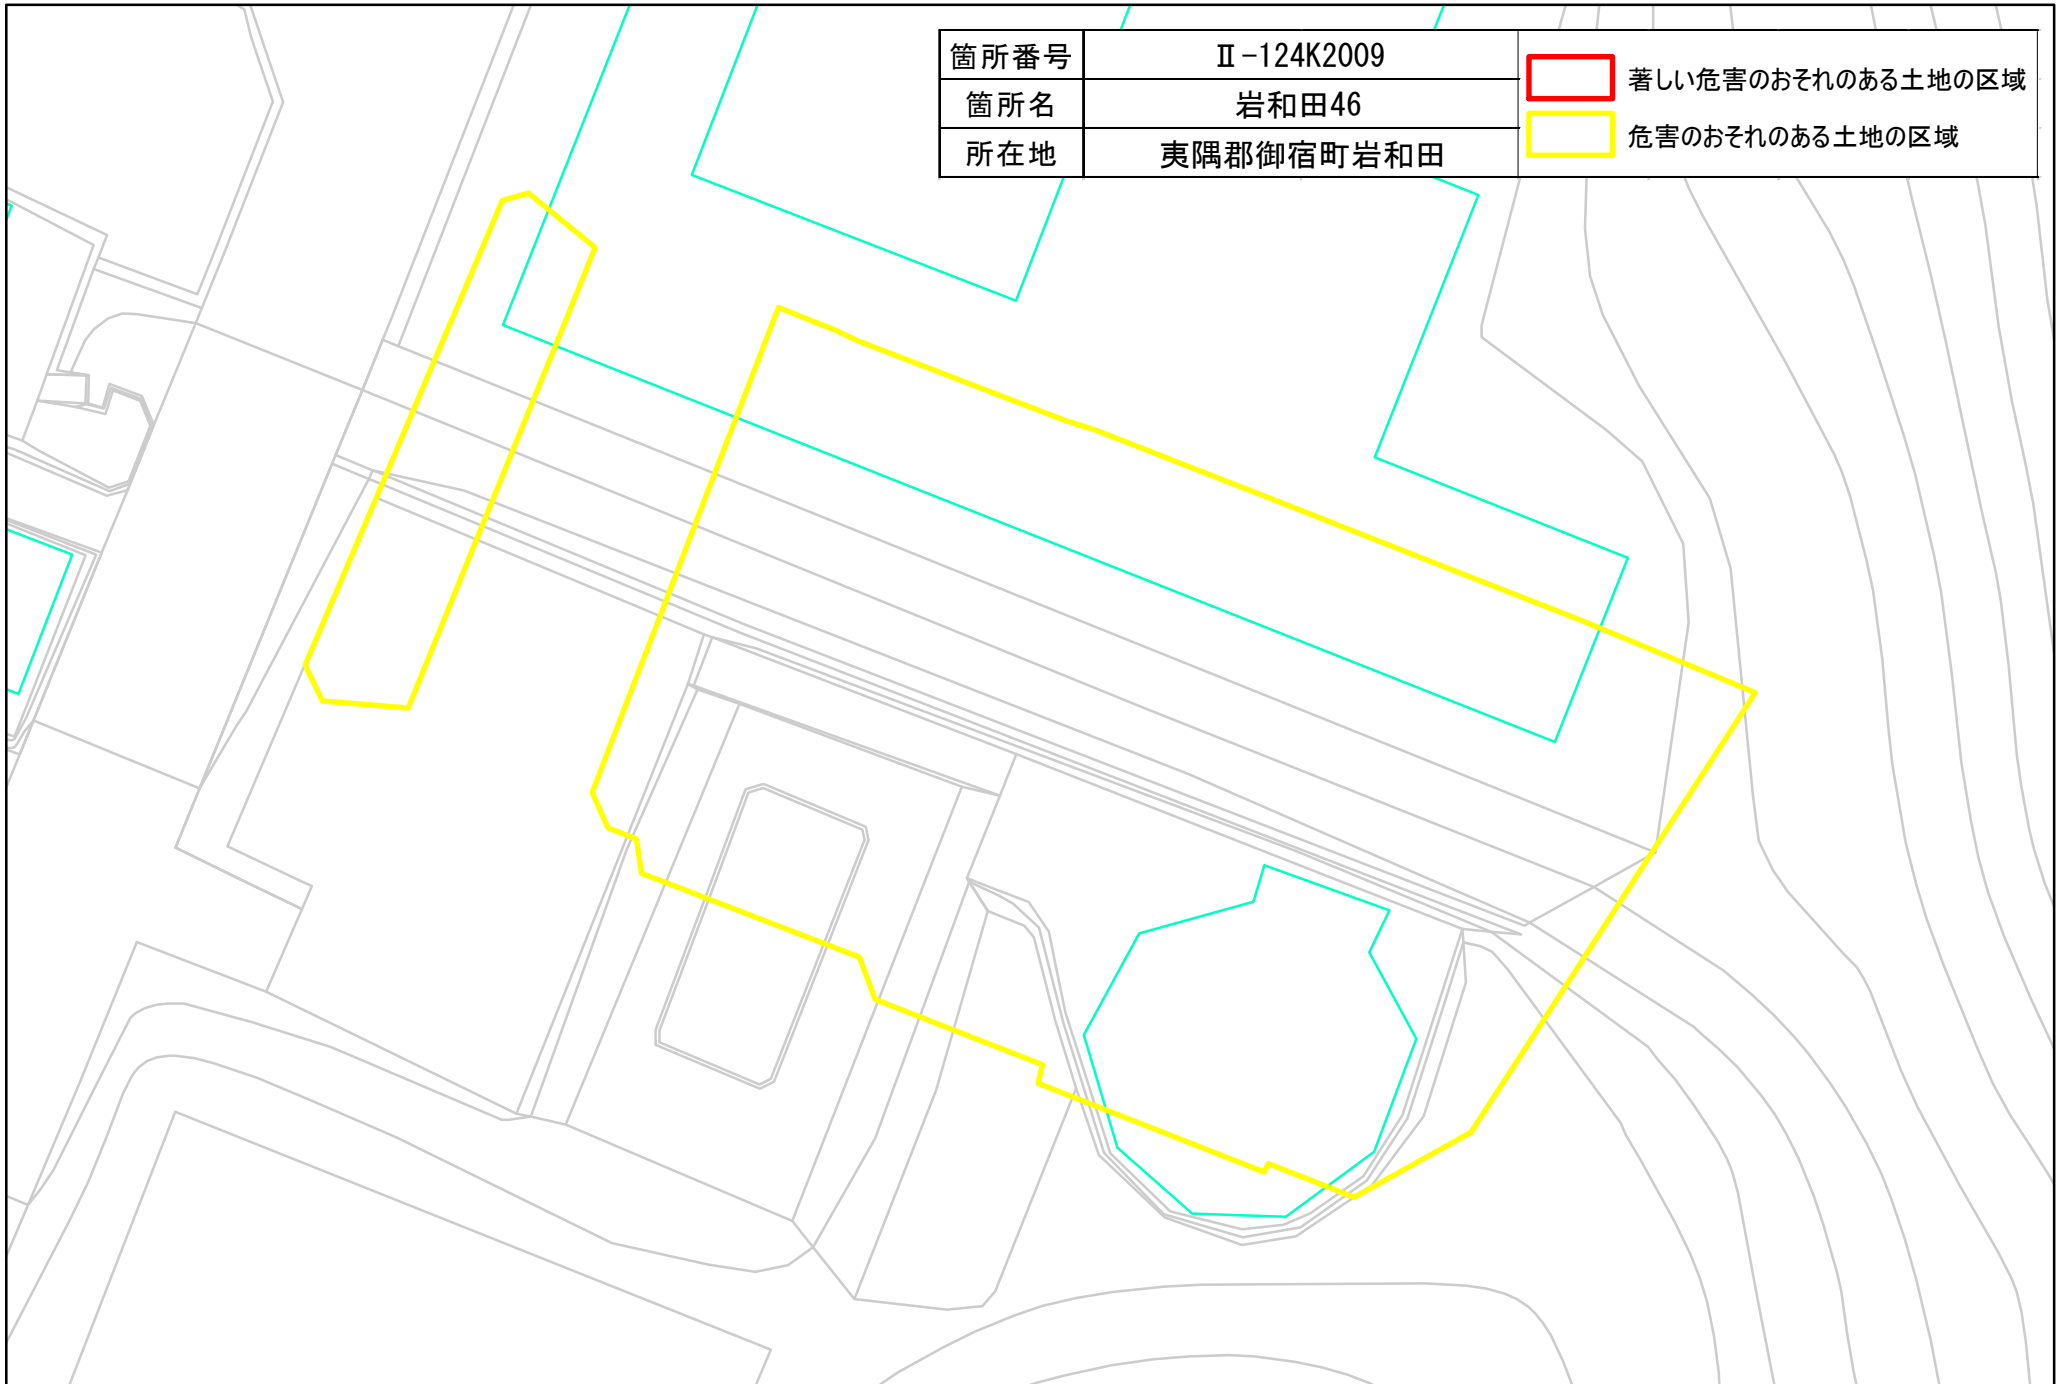 箇所番号 Ⅱ-124K2009
箇所名 岩和田46
所在地 夷隅郡御宿町岩和田
著しい危害のおそれのある土地の区域
危害のおそれのある土地の区域